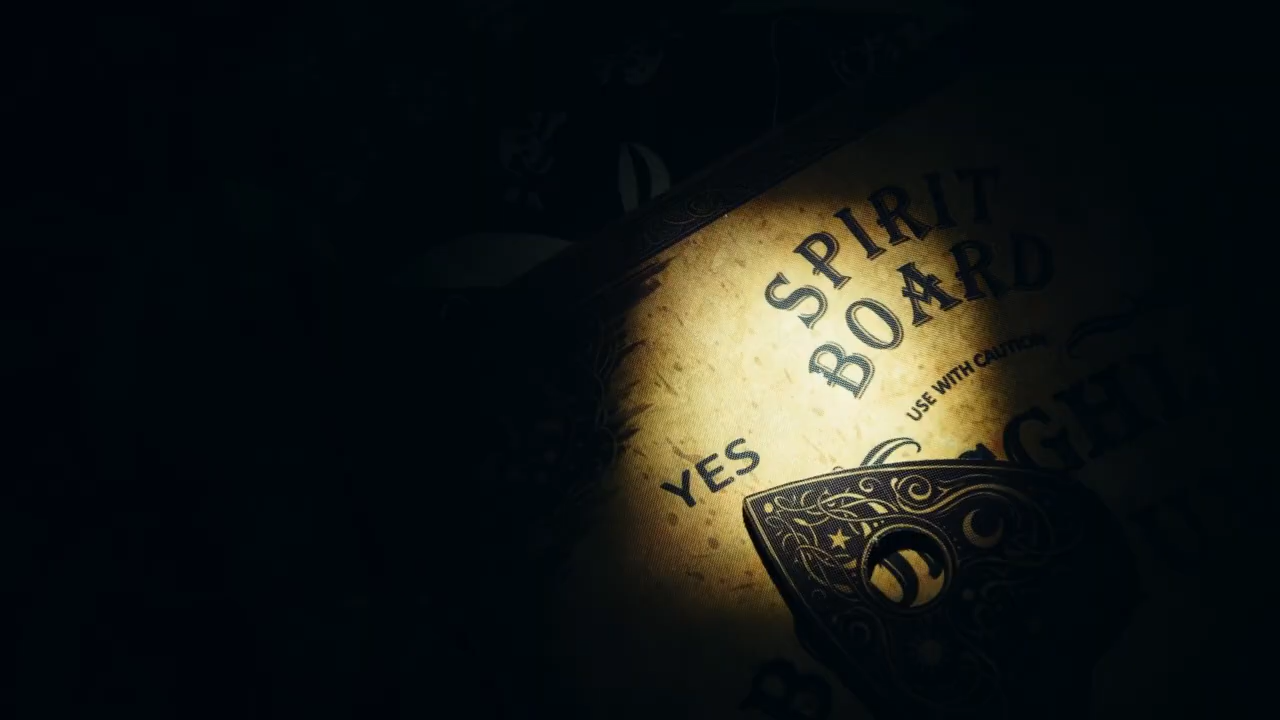 SPIRIT
BOARD
USE WITH CAUTION
YES
B